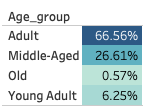 Age_group
Adult 66.56%
Middle-Aged 26.61%
Old 0.57%
Young Adult 6.25%